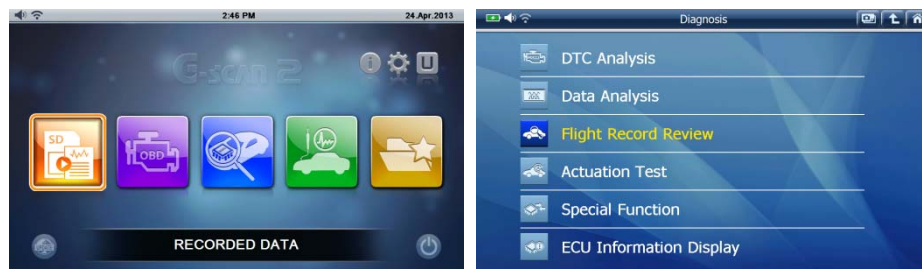 2:46 PM
24.Apr.2013
G-scan 2
i
U
SD
OBD
RECORDED DATA
Diagnosis
DTC Analysis
Data Analysis
Flight Record Review
Actuation Test
Special Function
ECU Information Display